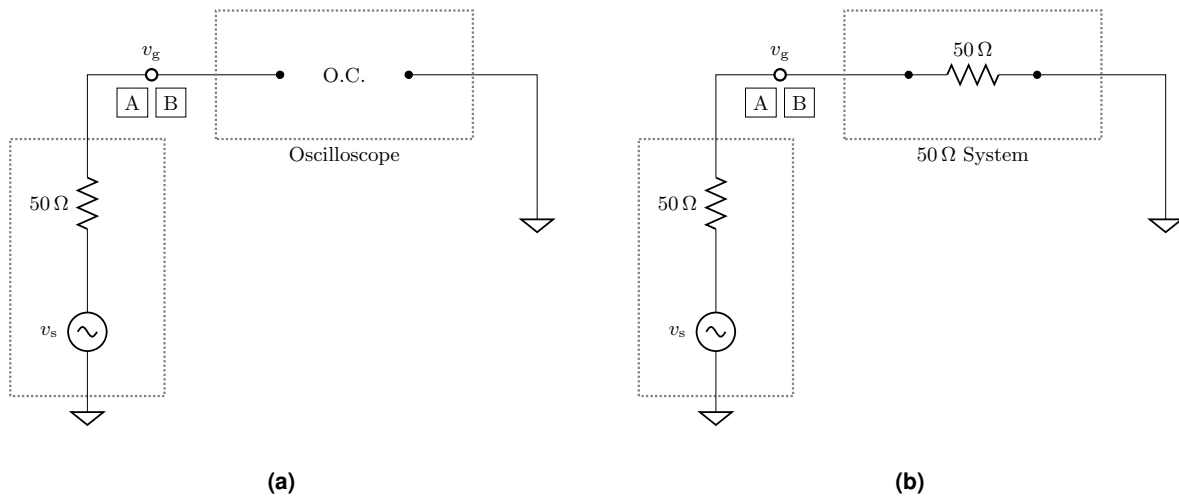 v_g
A B
O.C.
Oscilloscope
50 Ω
v_s
(a)
v_g
A B
50 Ω
50 Ω System
50 Ω
v_s
(b)